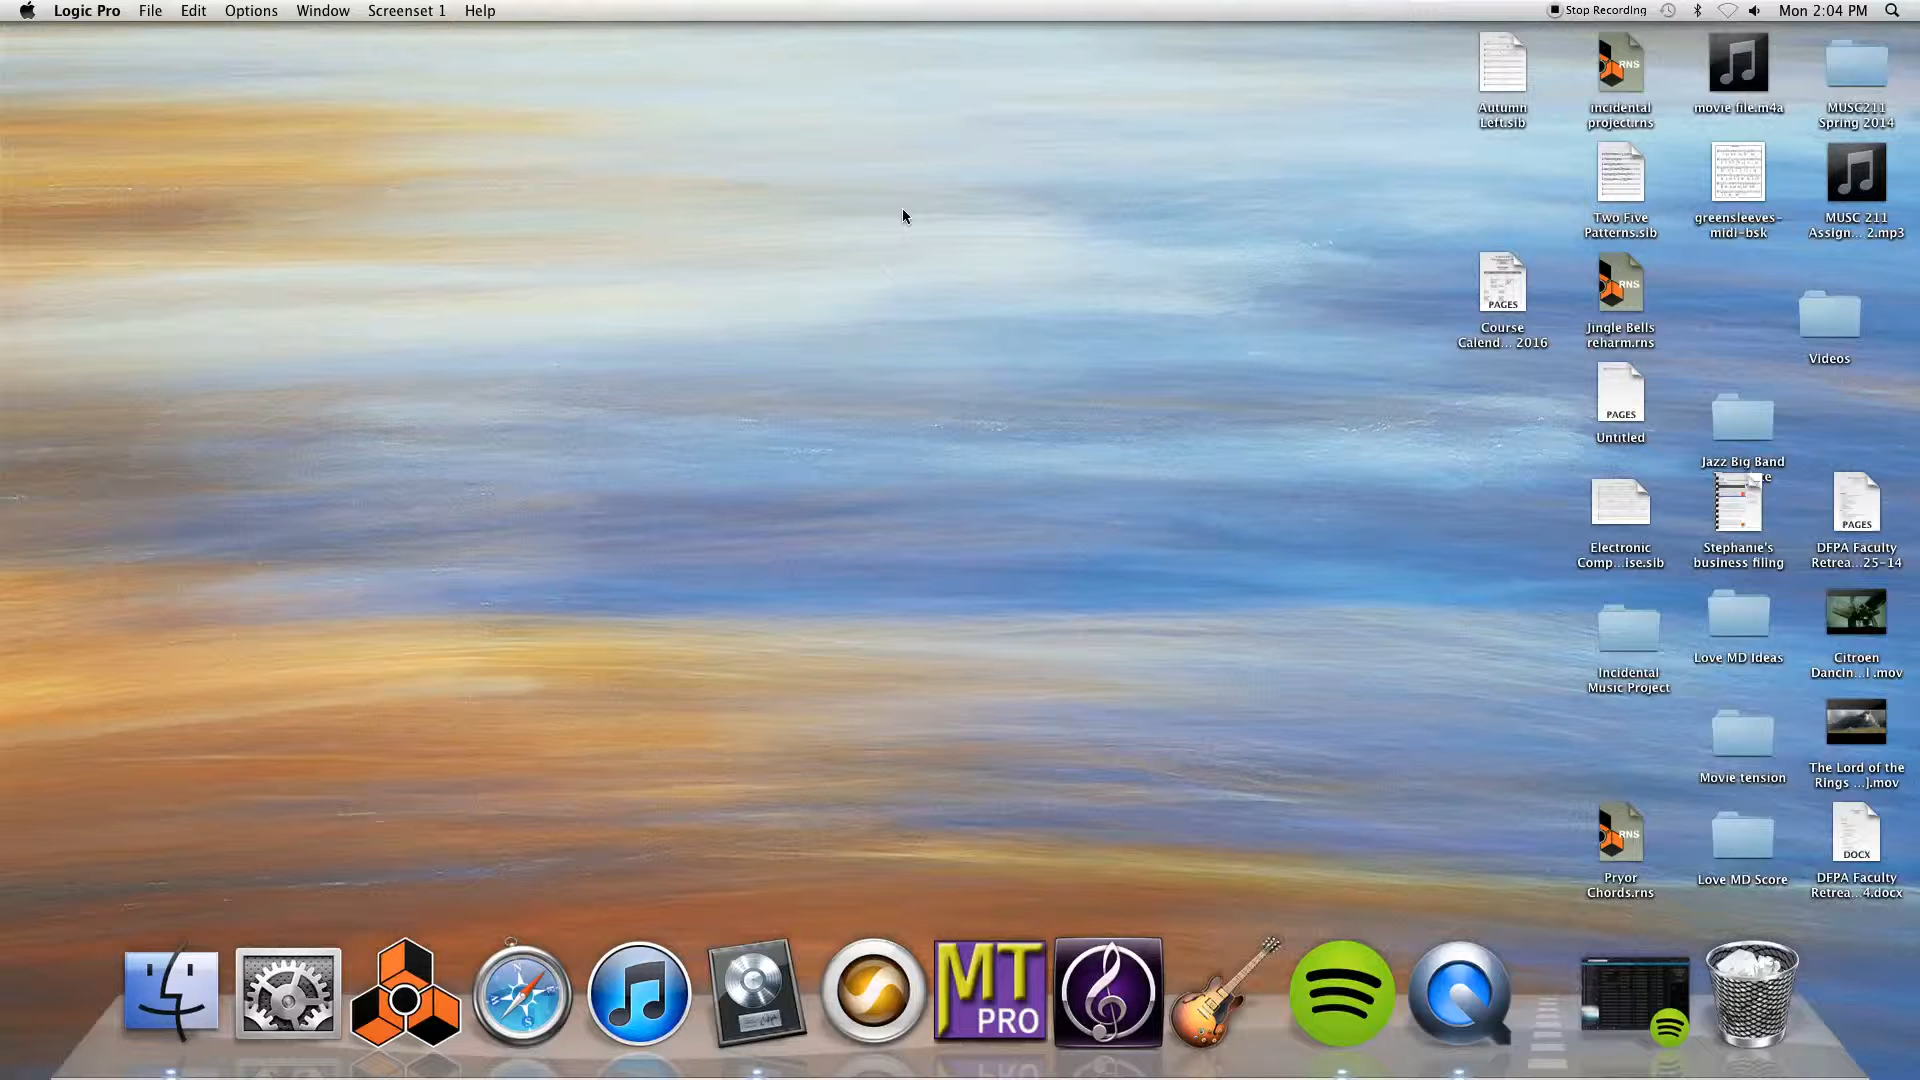 Logic Pro File Edit Options Window Screenset 1 Help
Stop Recording Mon 2:04 PM
Autumn
Left.sib
RNS
incidental
project.rns
movie file.m4a
MUSC211
Spring 2014
Two Five
Patterns.sib
greensleeves-
midi-bsk
MUSC 211
Assign... 2.mp3
PAGES
Course
Calend... 2016
RNS
Jingle Bells
reharm.rns
Videos
PAGES
Untitled
Jazz Big Band
Electronic
Comp...ise.sib
Stephanie's
business filing
PAGES
DFPA Faculty
Retrea...25-14
Incidental
Music Project
Love MD Ideas
Citroen
Dancin...l .mov
Movie tension
The Lord of the
Rings ...].mov
RNS
Pryor
Chords.rns
Love MD Score
DOCX
DFPA Faculty
Retrea...4.docx
MT
PRO